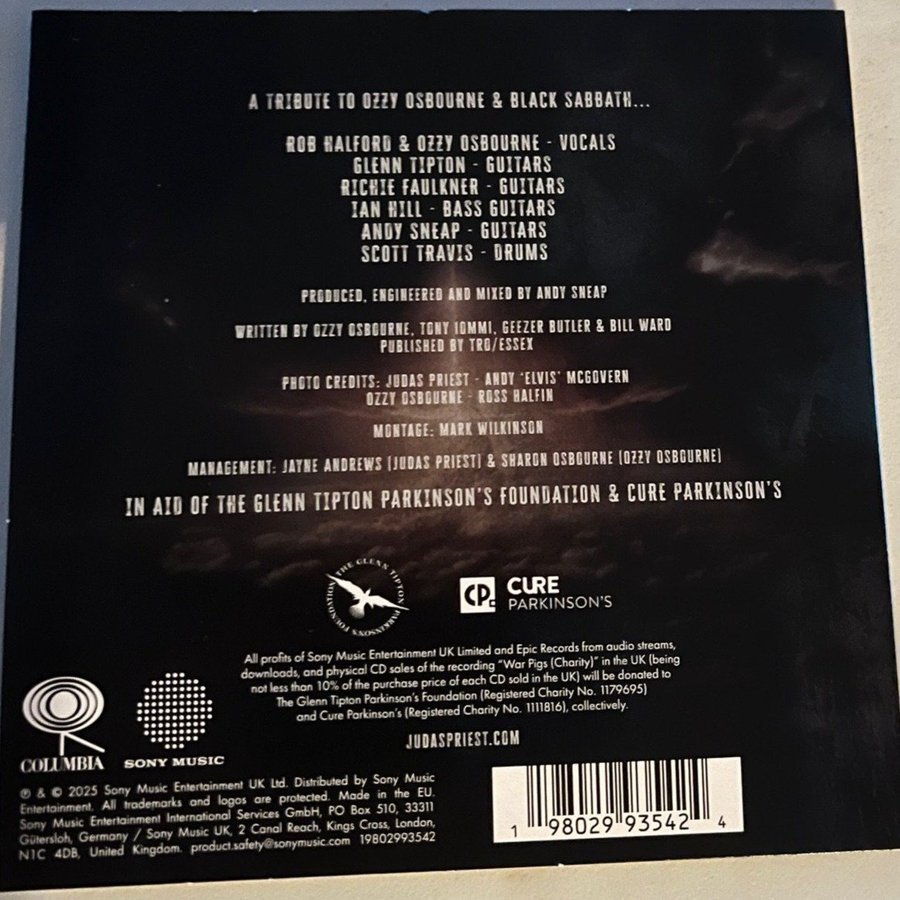 A TRIBUTE TO OZZY OSBOURNE & BLACK SABBATH...
ROB HALFORD & OZZY OSBOURNE - VOCALS
GLENN TIPTON - GUITARS
RICHIE FAULKNER - GUITARS
IAN HILL - BASS GUITARS
ANDY SNEAP - GUITARS
SCOTT TRAVIS - DRUMS
PRODUCED, ENGINEERED AND MIXED BY ANDY SNEAP
WRITTEN BY OZZY OSBOURNE, TONY IOMMI, GEEZER BUTLER & BILL WARD
PUBLISHED BY TRO/ESSEX
PHOTO CREDITS: JUDAS PRIEST - ANDY 'ELVIS' MCGOVERN
OZZY OSBOURNE - ROSS HALFIN
MONTAGE: MARK WILKINSON
MANAGEMENT: JAYNE ANDREWS (JUDAS PRIEST) & SHARON OSBOURNE (OZZY OSBOURNE)
IN AID OF THE GLENN TIPTON PARKINSON'S FOUNDATION & CURE PARKINSON'S
THE GLENN TIPTON PARKINSON'S FOUNDATION
CP. CURE
PARKINSON'S
All profits of Sony Music Entertainment UK Limited and Epic Records from audio streams,
downloads, and physical CD sales of the recording "War Pigs (Charity)" in the UK (being
not less than 10% of the purchase price of each CD sold in the UK) will be donated to
The Glenn Tipton Parkinson's Foundation (Registered Charity No. 1179695)
and Cure Parkinson's (Registered Charity No. 1111816), collectively.
JUDASPRIEST.COM
COLUMBIA SONY MUSIC
℗ & © 2025 Sony Music Entertainment UK Ltd. Distributed by Sony Music
Entertainment. All trademarks and logos are protected. Made in the EU.
Sony Music Entertainment International Services GmbH, PO Box 510, 33311
Gütersloh, Germany / Sony Music UK, 2 Canal Reach, Kings Cross, London,
N1C 4DB, United Kingdom. product.safety@sonymusic.com 19802993542
1 98029 93542 4